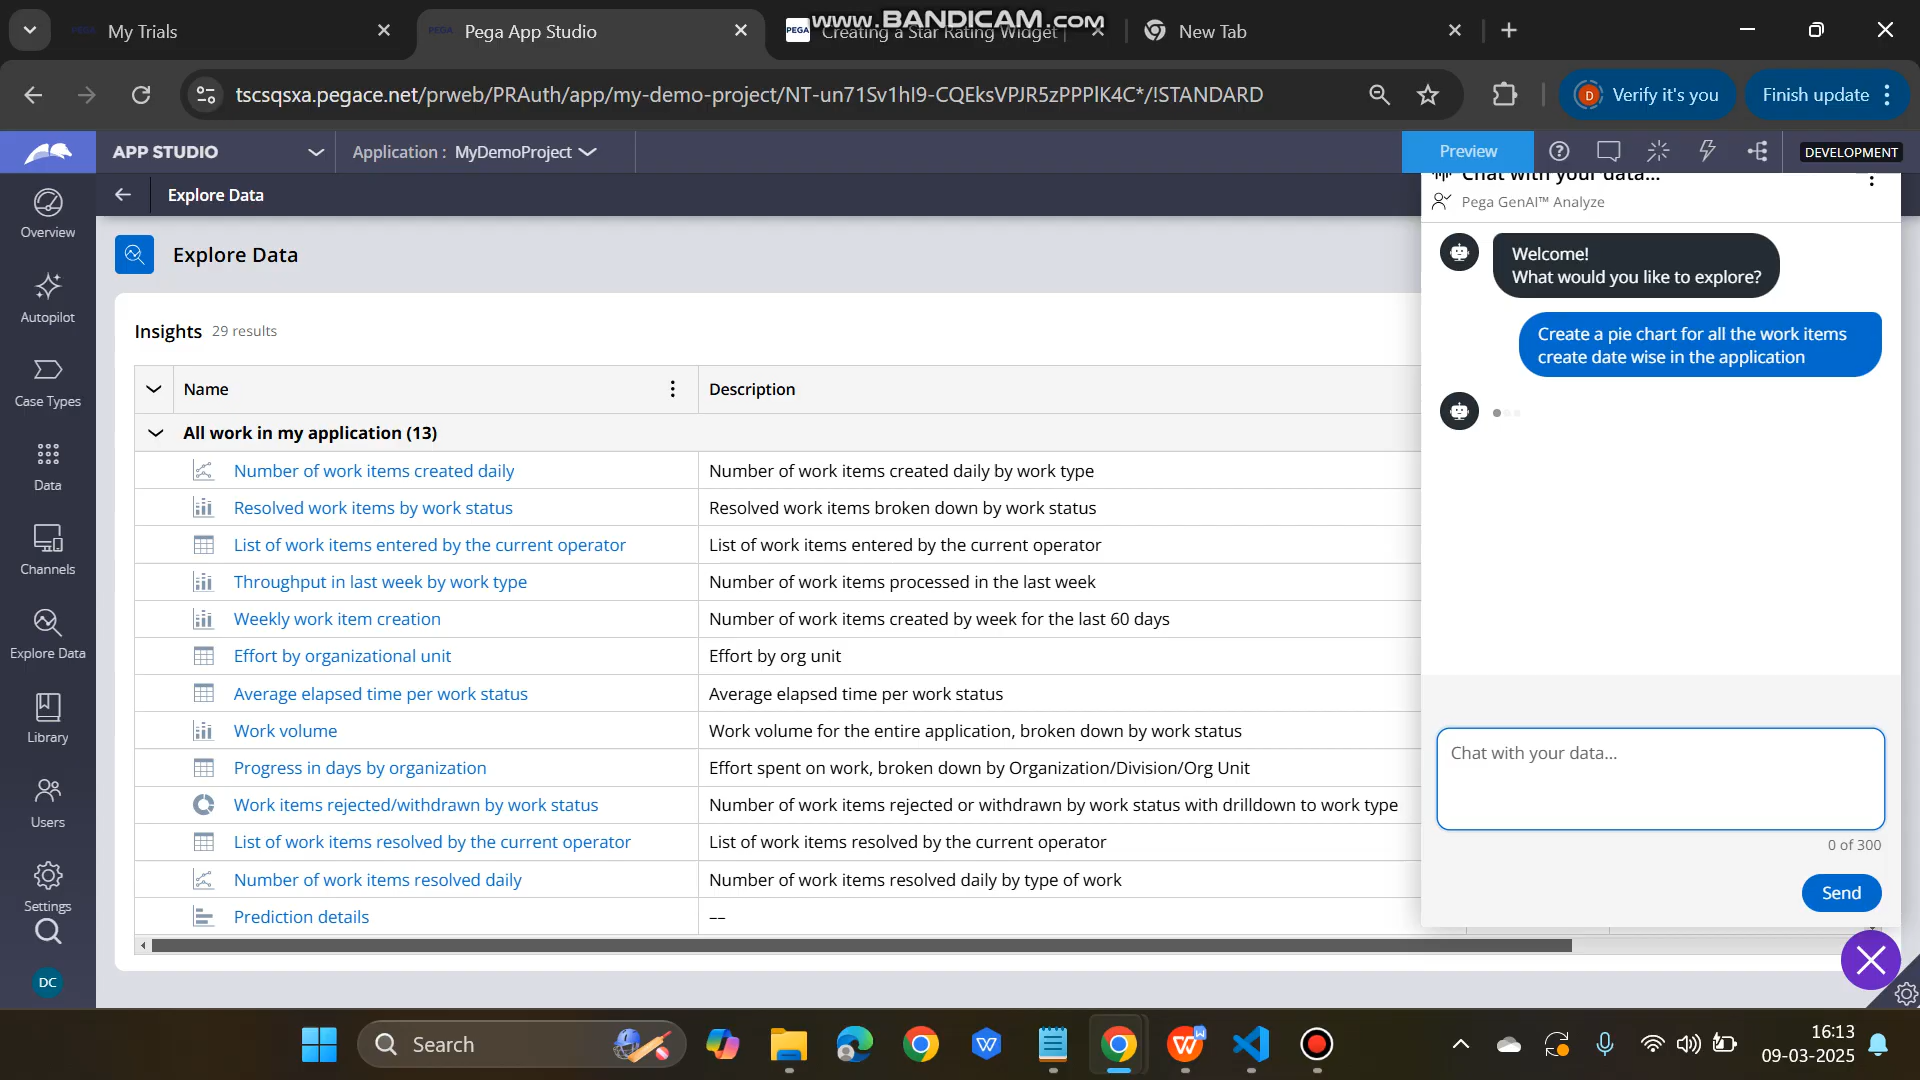 My Trials
Pega App Studio
Creating a Star Rating Widget |
New Tab
www.BANDICAM.com
tscsqsxa.pegace.net/prweb/PRAuth/app/my-demo-project/NT-un71Sv1hI9-CQEksVPJR5zPPPlK4C*/!STANDARD
Verify it's you
Finish update
APP STUDIO
Application : MyDemoProject
Preview
DEVELOPMENT
Explore Data
Overview
Autopilot
Case Types
Data
Channels
Explore Data
Library
Users
Settings
DC
Explore Data
Insights 29 results
Name
Description
All work in my application (13)
Number of work items created daily
Number of work items created daily by work type
Resolved work items by work status
Resolved work items broken down by work status
List of work items entered by the current operator
List of work items entered by the current operator
Throughput in last week by work type
Number of work items processed in the last week
Weekly work item creation
Number of work items created by week for the last 60 days
Effort by organizational unit
Effort by org unit
Average elapsed time per work status
Average elapsed time per work status
Work volume
Work volume for the entire application, broken down by work status
Progress in days by organization
Effort spent on work, broken down by Organization/Division/Org Unit
Work items rejected/withdrawn by work status
Number of work items rejected or withdrawn by work status with drilldown to work type
List of work items resolved by the current operator
List of work items resolved by the current operator
Number of work items resolved daily
Number of work items resolved daily by type of work
Prediction details
––
Chat with your data...
Pega GenAI™ Analyze
Welcome!
What would you like to explore?
Create a pie chart for all the work items
create date wise in the application
Chat with your data...
0 of 300
Send
Search
16:13
09-03-2025